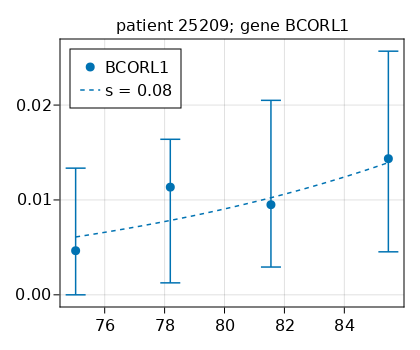 patient 25209; gene BCORL1
BCORL1
s = 0.08
0.02
0.01
0.00
76 78 80 82 84